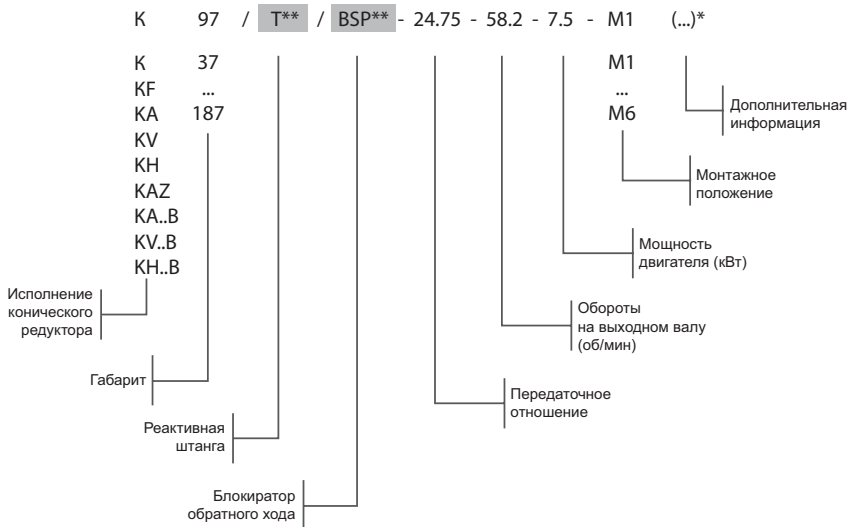 K 97 / T** / BSP** - 24.75 - 58.2 - 7.5 - M1 (...)*
K 37 M1
KF ... ...
KA 187 M6
KV
KH
KAZ
KA..B
KV..B
KH..B
Дополнительная
информация
Монтажное
положение
Мощность
двигателя (кВт)
Обороты
на выходном валу
(об/мин)
Передаточное
отношение
Исполнение
конического
редуктора
Габарит
Реактивная
штанга
Блокиратор
обратного хода